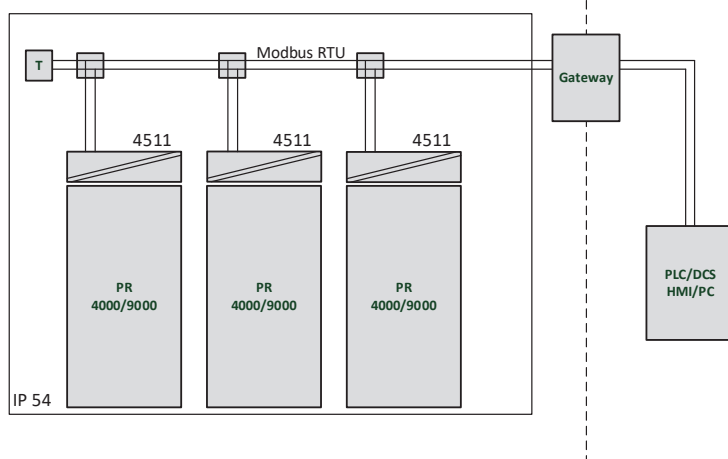 Modbus RTU
T
Gateway
4511
4511
4511
PR
4000/9000
PR
4000/9000
PR
4000/9000
PLC/DCS
HMI/PC
IP 54